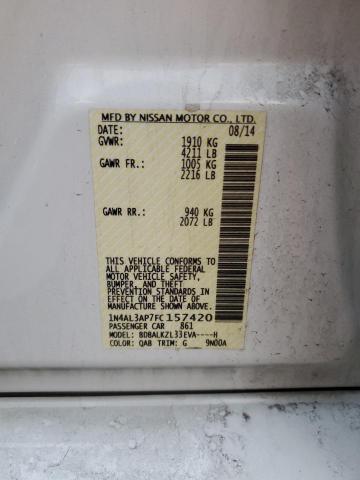 MFD BY NISSAN MOTOR CO., LTD.
DATE: 08/14
GVWR: 1910 KG
4211 LB
GAWR FR: 1005 KG
2216 LB
GAWR RR: 940 KG
2072 LB
THIS VEHICLE CONFORMS TO ALL
APPLICABLE FEDERAL
MOTOR VEHICLE SAFETY,
BUMPER, AND THEFT
PREVENTION STANDARDS
IN EFFECT ON THE DATE OF
MANUFACTURE SHOWN ABOVE.
1N4AL3AP7FC157420
PASSENGER CAR 861
MODEL: BDBALKZL33EVA----H
COLOR: QAB TRIM: G 9N00A